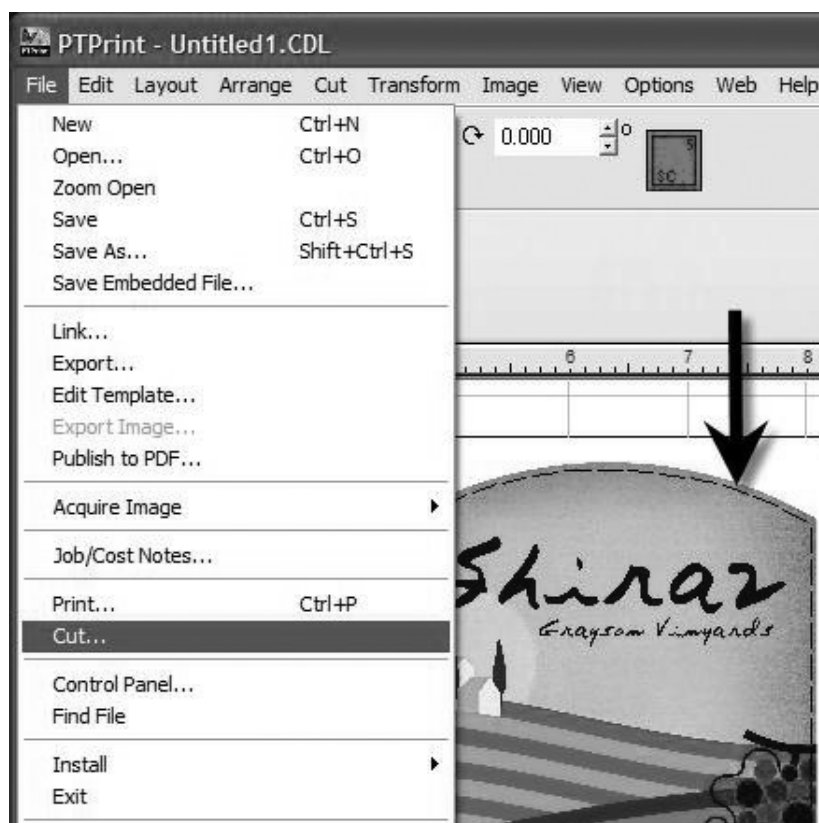 PTPrint - Untitled1.CDL
File Edit Layout Arrange Cut Transform Image View Options Web Help
New Ctrl+N
Open... Ctrl+O
Zoom Open
Save Ctrl+S
Save As... Shift+Ctrl+S
Save Embedded File...
Link...
Export...
Edit Template...
Export Image...
Publish to PDF...
Acquire Image
Job/Cost Notes...
Print... Ctrl+P
Cut...
Control Panel...
Find File
Install
Exit
0.000 °
5
SC
6 7 8
Shiraz
Grayson Vinyards